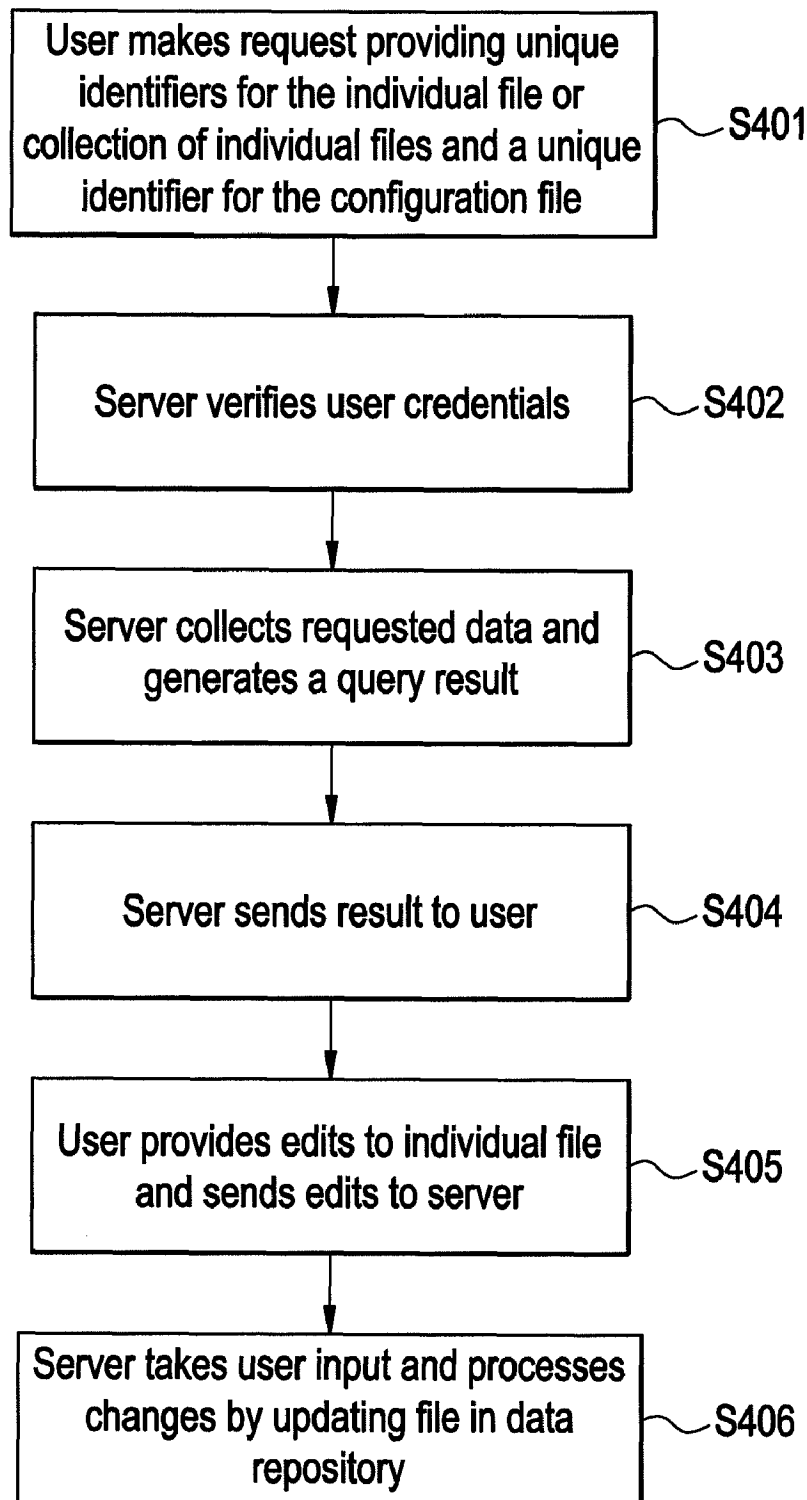 User makes request providing unique
identifiers for the individual file or
collection of individual files and a unique
identifier for the configuration file
S401
Server verifies user credentials
S402
Server collects requested data and
generates a query result
S403
Server sends result to user
S404
User provides edits to individual file
and sends edits to server
S405
Server takes user input and processes
changes by updating file in data
repository
S406